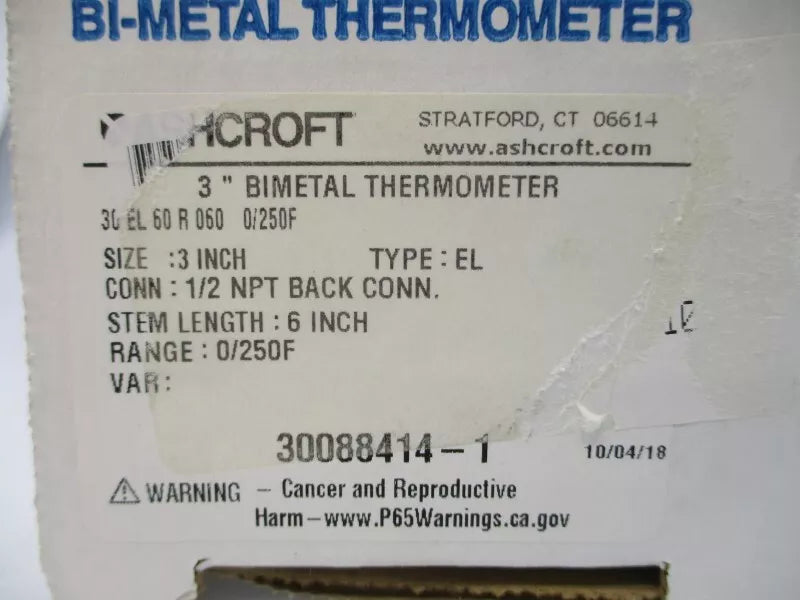 BI-METAL THERMOMETER
ASHCROFT
STRATFORD, CT 06614
www.ashcroft.com
3 " BIMETAL THERMOMETER
30 EL 60 R 060 0/250F
SIZE :3 INCH TYPE : EL
CONN : 1/2 NPT BACK CONN.
STEM LENGTH : 6 INCH
10
RANGE : 0/250F
VAR :
30088414-1 10/04/18
WARNING – Cancer and Reproductive
Harm–www.P65Warnings.ca.gov